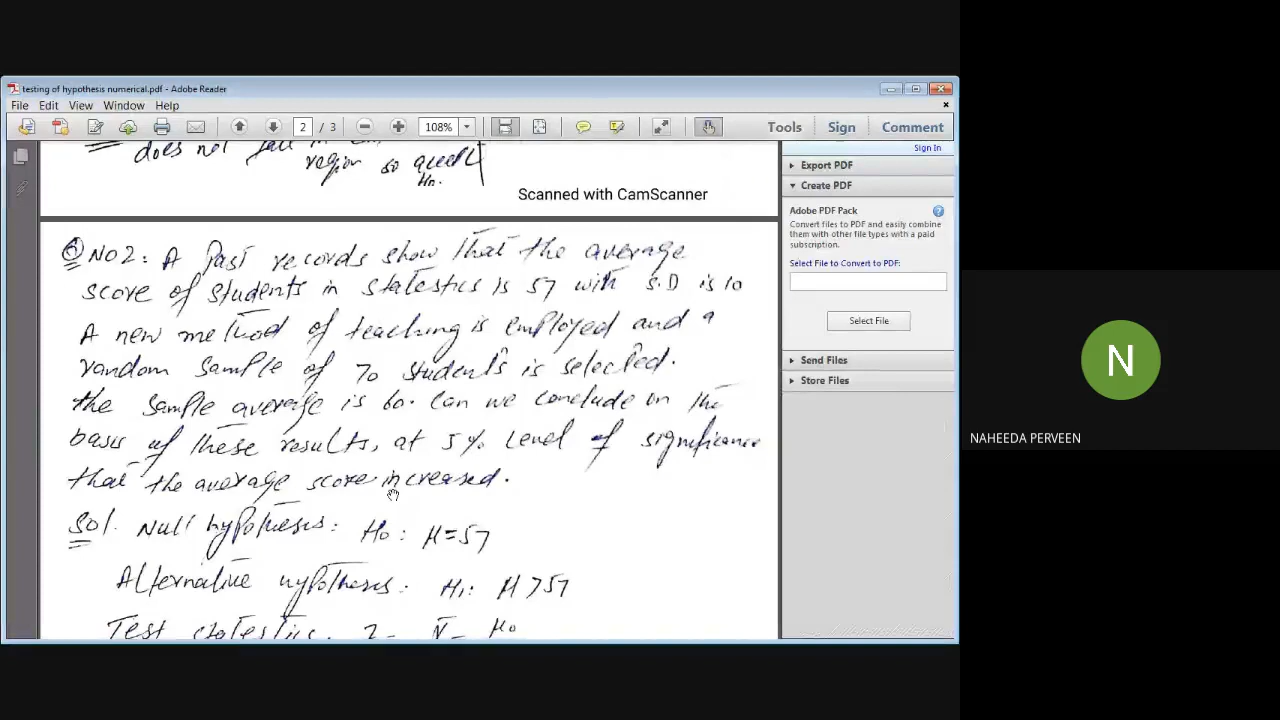 testing of hypothesis numerical.pdf - Adobe Reader
File Edit View Window Help
2 / 3 108% Tools Sign Comment
Sign In
does not fall in
region so
Ho.
Scanned with CamScanner
Export PDF
Create PDF
Adobe PDF Pack
Convert files to PDF and easily combine
them with other file types with a paid
subscription.
Select File to Convert to PDF:
Select File
Send Files
Store Files
Q NO2: A Past records show that the average
score of students in statestics is 57 with S.D is 10
A new method of teaching is employed and a
random sample of 70 students is selected.
the sample average is 60. Can we conclude on the
basis of these results, at 5% level of significance
that the average score increased.
Sol. Null hypothesis: Ho: μ=57
Alternative hypothesis: H1: μ>57
Test statestics
N
NAHEEDA PERVEEN